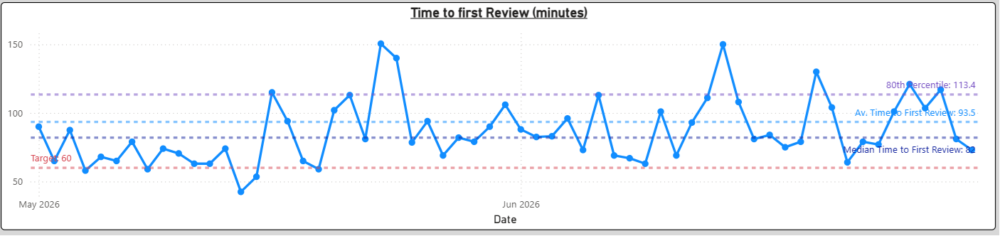 Time to first Review (minutes)
150
80th Percentile: 113.4
100
Av. Time to First Review: 93.5
Median Time to First Review: 82
Target: 60
50
May 2026
Jun 2026
Date